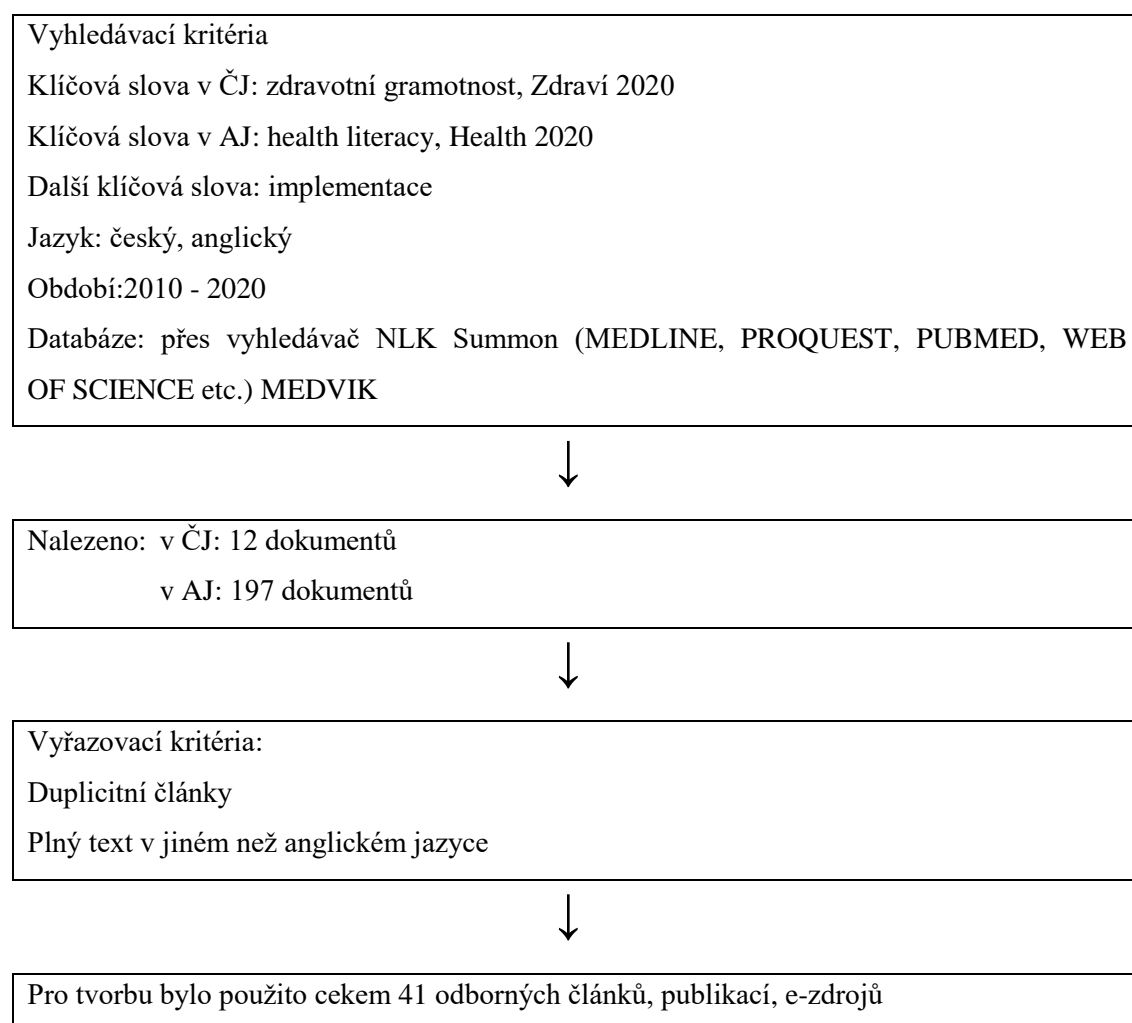 Vyhledávací kritéria
Klíčová slova v ČJ: zdravotní gramotnost, Zdraví 2020
Klíčová slova v AJ: health literacy, Health 2020
Další klíčová slova: implementace
Jazyk: český, anglický
Období:2010 - 2020
Databáze: přes vyhledávač NLK Summon (MEDLINE, PROQUEST, PUBMED, WEB
OF SCIENCE etc.) MEDVIK
Nalezeno: v ČJ: 12 dokumentů
v AJ: 197 dokumentů
Vyřazovací kritéria:
Duplicitní články
Plný text v jiném než anglickém jazyce
Pro tvorbu bylo použito cekem 41 odborných článků, publikací, e-zdrojů